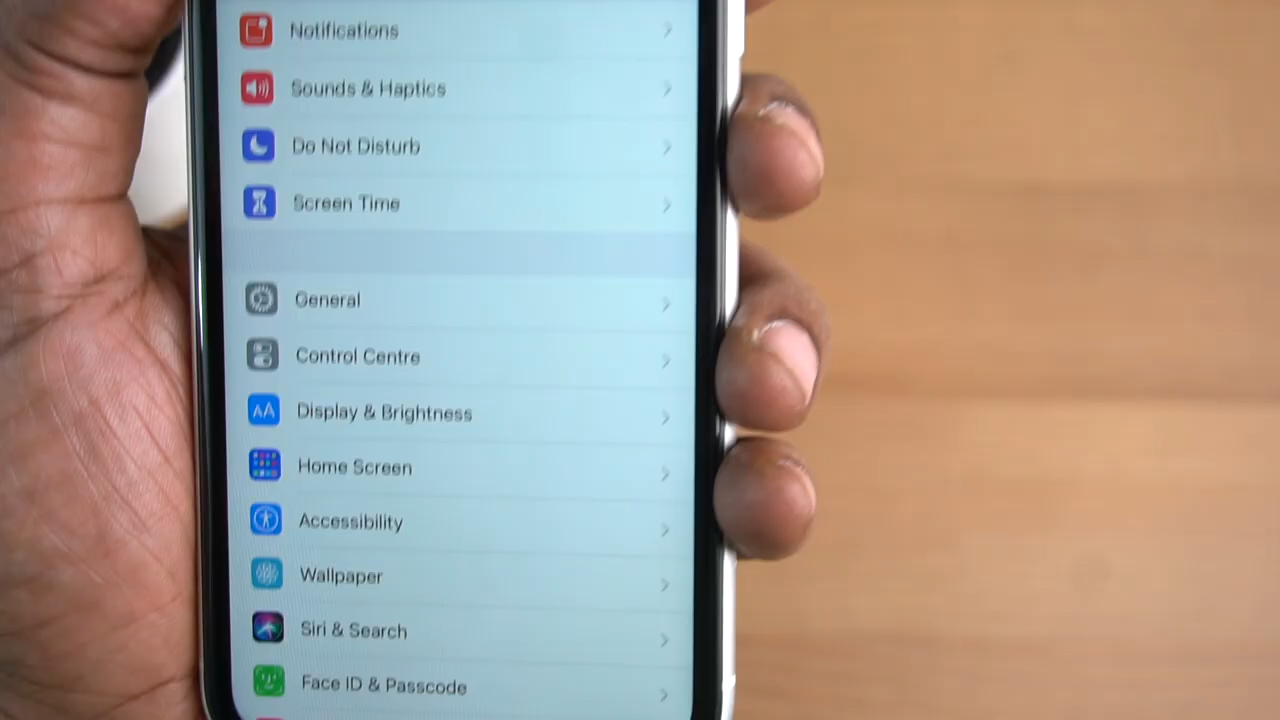 Notifications
Sounds & Haptics
Do Not Disturb
Screen Time
General
Control Centre
Display & Brightness
AA
Home Screen
Accessibility
Wallpaper
Siri & Search
Face ID & Passcode